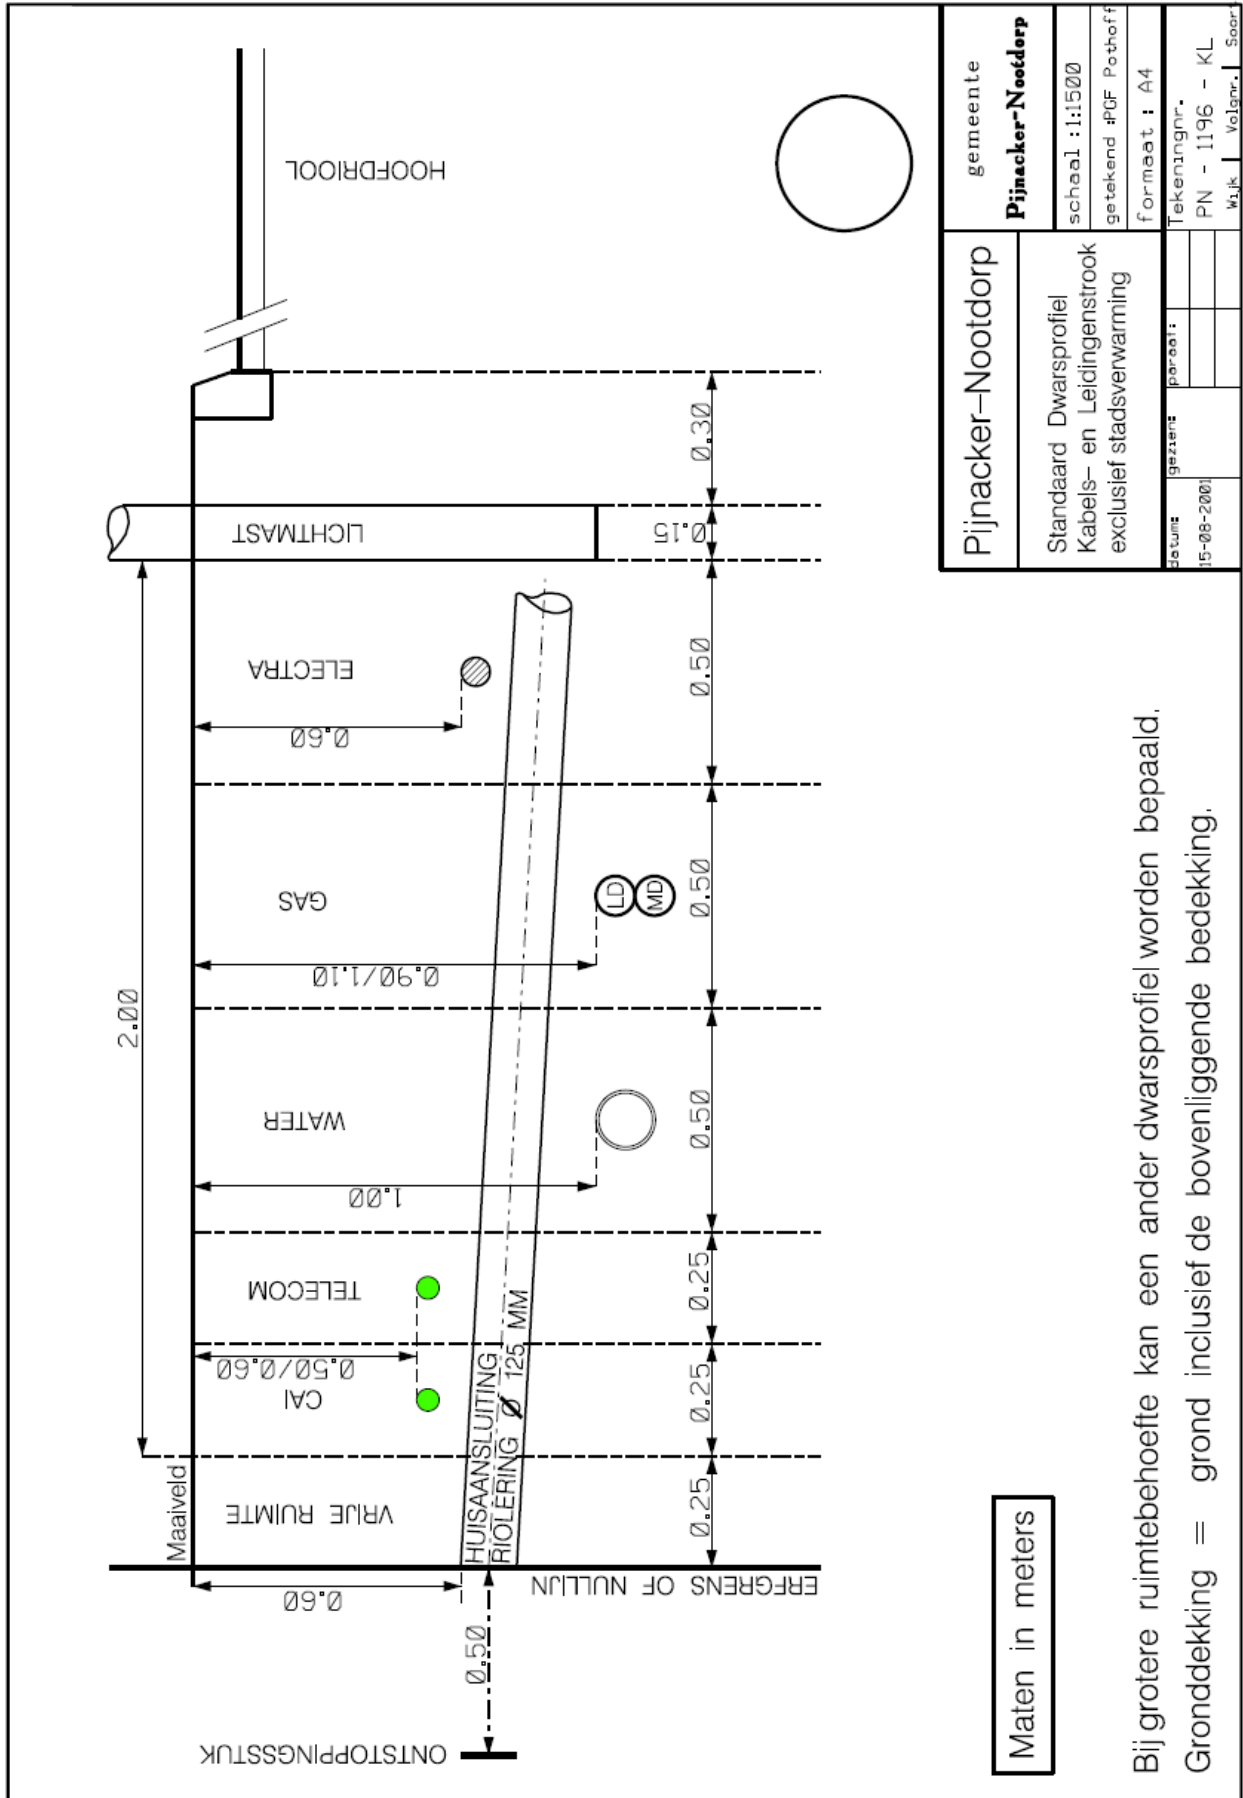 HOOFDRIOOL
LICHTMAST
ELECTRA
GAS
WATER
TELECOM
CAI
VRIJE RUIMTE
Maaiveld
2.00
0.60
0.90/1.10
1.00
0.50/0.60
0.60
LD
MD
HUISAANSLUITING
RIOLERING Ø 125 MM
0.30
0.15
0.50
0.50
0.50
0.25
0.25
0.25
0.50
ERFGRENS OF NULLIJN
ONTSTOPPINGSSTUK
Maten in meters
Bij grotere ruimtebehoefte kan een ander dwarsprofiel worden bepaald.
Gronddekking = grond inclusief de bovenliggende bedekking.
Pijnacker-Nootdorp
gemeente
Pijnacker-Nootdorp
Standaard Dwarsprofiel
Kabels- en Leidingenstrook
exclusief stadsverwarming
schaal :1:1500
getekend :PGF Pothoff
formaat : A4
datum:
15-08-2001
gezien:
paraaf:
Tekeningnr.
PN - 1196 - KL
Wijk | Volgnr. | Soort